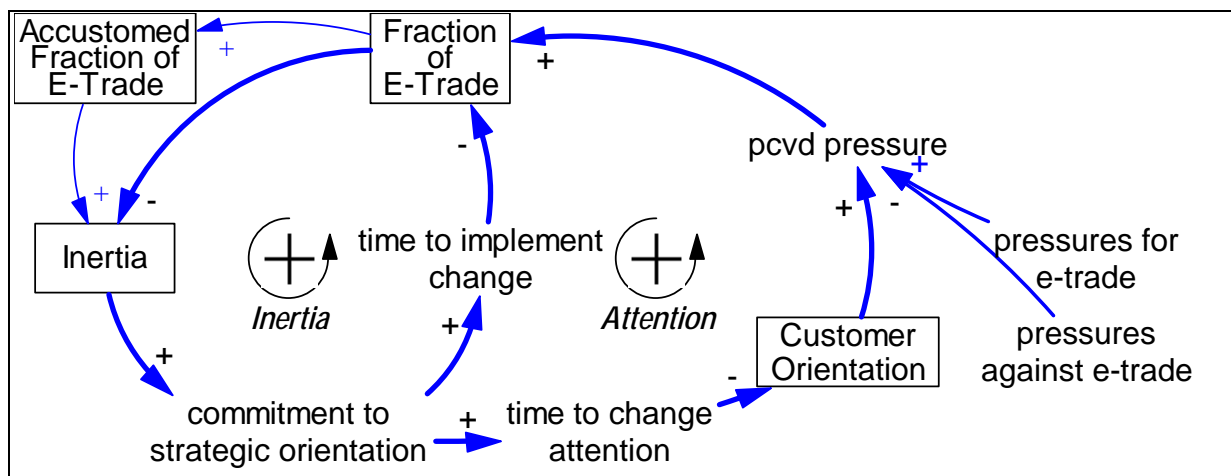 Accustomed
Fraction of
E-Trade
+
Fraction
of
E-Trade
+
-
pcvd pressure
+
-
+
+
-
Inertia
time to implement
change
pressures for
e-trade
+
Inertia
+
Attention
+
Customer
Orientation
pressures
against e-trade
+
+
-
commitment to
strategic orientation
+
time to change
attention